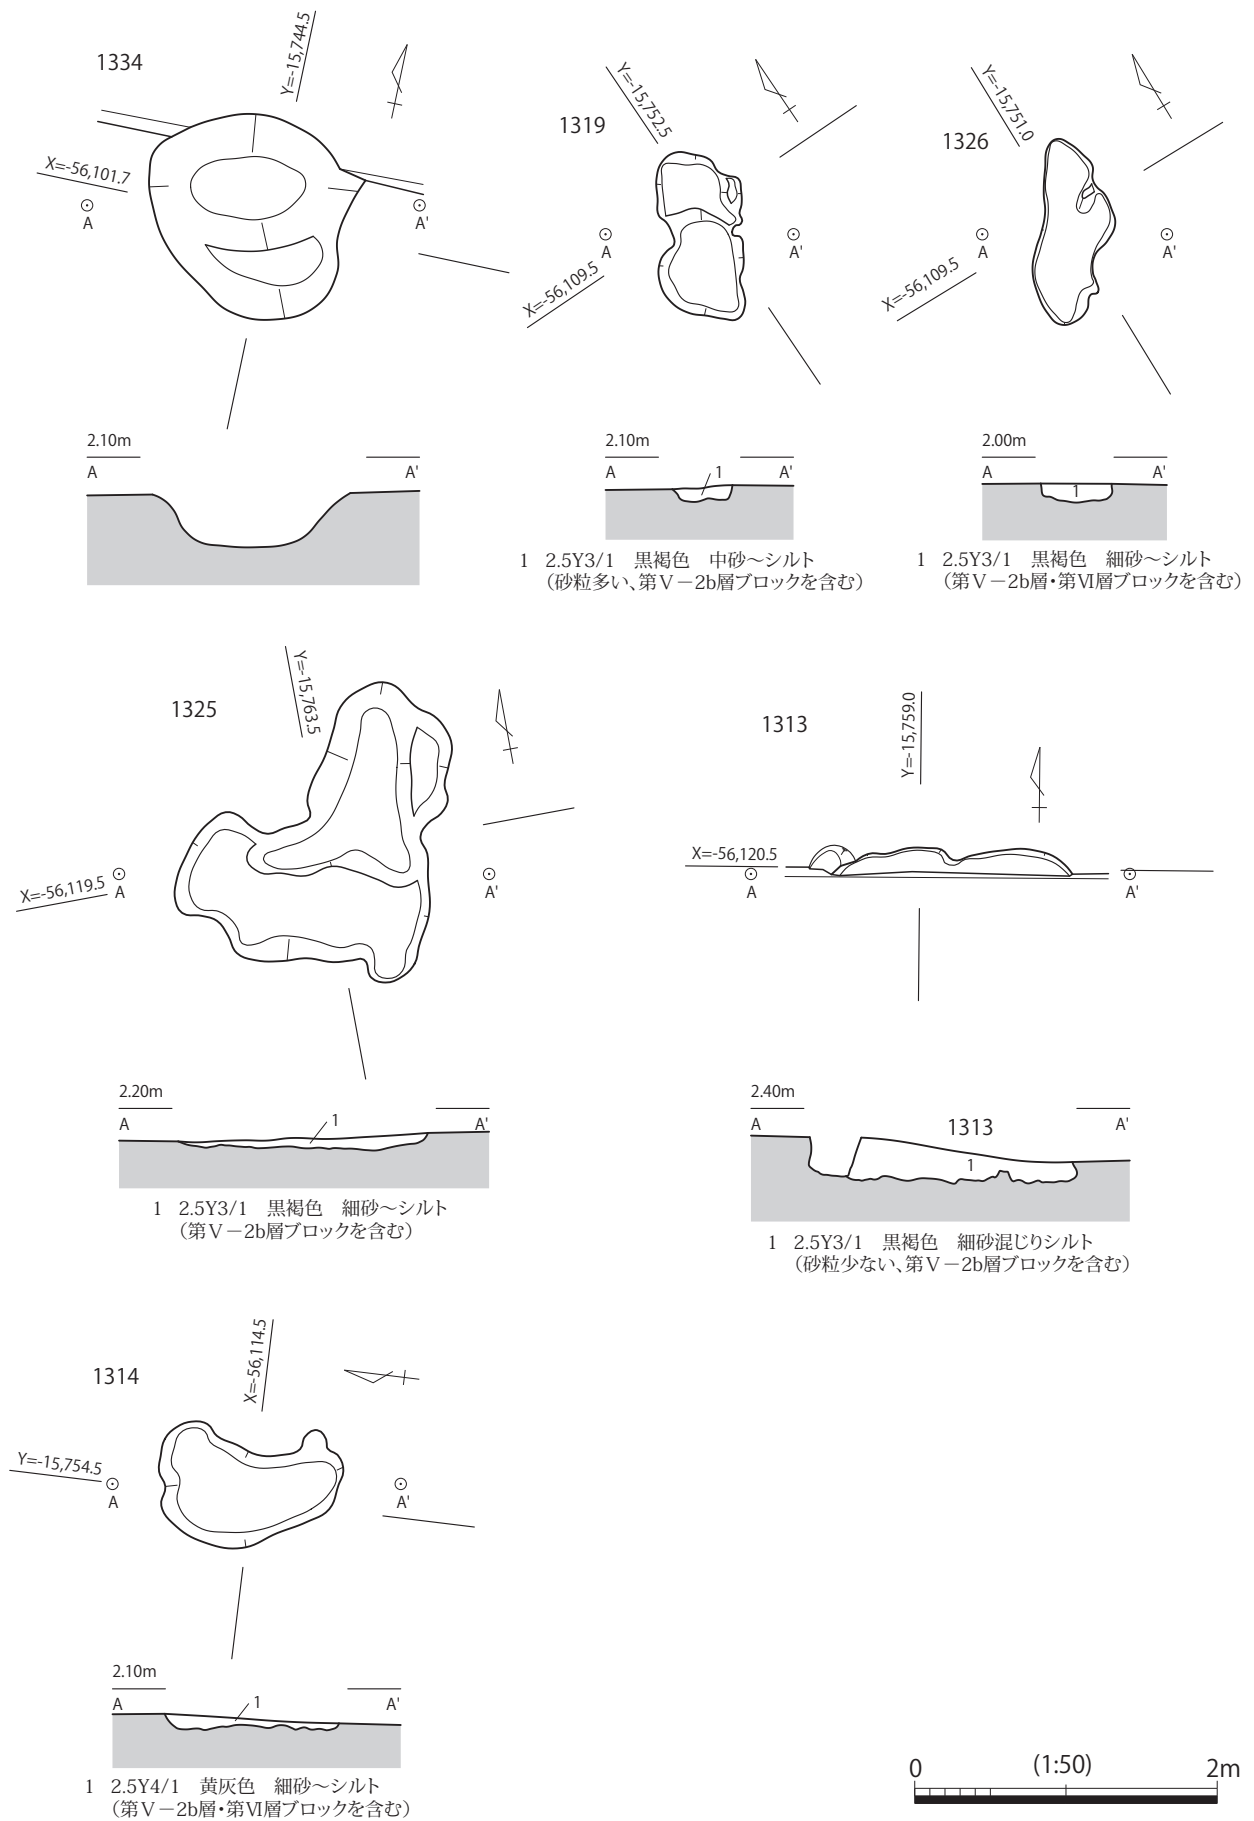 1334
Y=-15,744.5
X=-56,101.7
A
A'
2.10m
A
A'
1319
Y=-15,752.5
X=-56,109.5
A
A'
2.10m
A
A'
1
1 2.5Y3/1 黒褐色 中砂～シルト
（砂粒多い、第Ⅴ－2b層ブロックを含む）
1326
Y=-15,751.0
X=-56,109.5
A
A'
2.00m
A
A'
1
1 2.5Y3/1 黒褐色 細砂～シルト
（第Ⅴ－2b層・第Ⅵ層ブロックを含む）
1325
Y=-15,763.5
X=-56,119.5
A
A'
2.20m
A
A'
1
1 2.5Y3/1 黒褐色 細砂～シルト
（第Ⅴ－2b層ブロックを含む）
1313
Y=-15,759.0
X=-56,120.5
A
A'
2.40m
A
A'
1313
1
1 2.5Y3/1 黒褐色 細砂混じりシルト
（砂粒少ない、第Ⅴ－2b層ブロックを含む）
1314
X=-56,114.5
Y=-15,754.5
A
A'
2.10m
A
A'
1
1 2.5Y4/1 黄灰色 細砂～シルト
（第Ⅴ－2b層・第Ⅵ層ブロックを含む）
0 (1:50) 2m